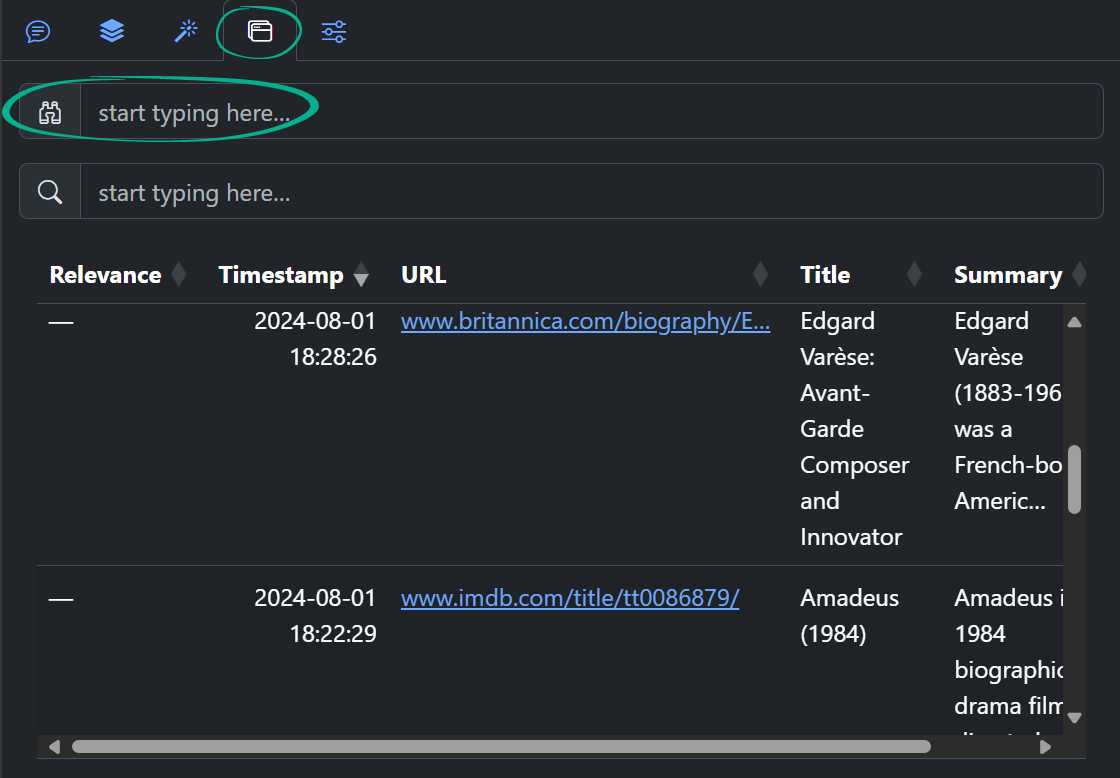 start typing here...
start typing here...
Relevance Timestamp URL Title Summary
— 2024-08-01 www.britannica.com/biography/E... Edgard Edgard
18:28:26 Varèse: Varèse
Avant- (1883-196
Garde was a
Composer French-bo
and Americ...
Innovator
— 2024-08-01 www.imdb.com/title/tt0086879/ Amadeus Amadeus i
18:22:29 (1984) 1984
biographic
drama film